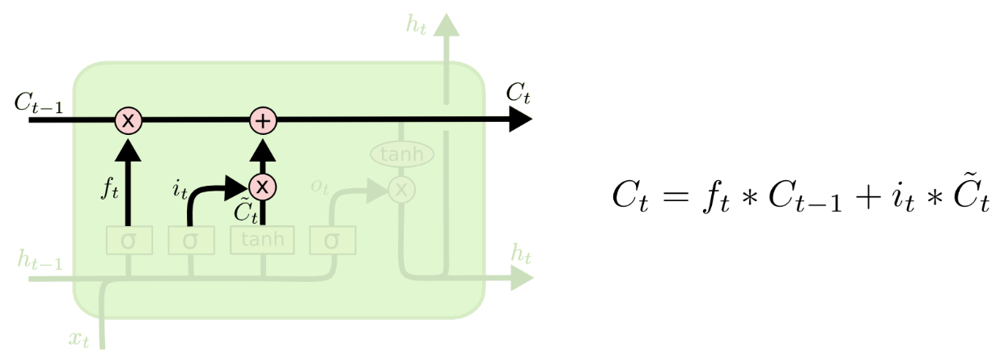 h_t
C_{t-1}
C_t
x
+
tanh
f_t
i_t
x
o_t
x
C̃_t
σ
σ
tanh
σ
h_{t-1}
h_t
x_t
C_t = f_t * C_{t-1} + i_t * C̃_t